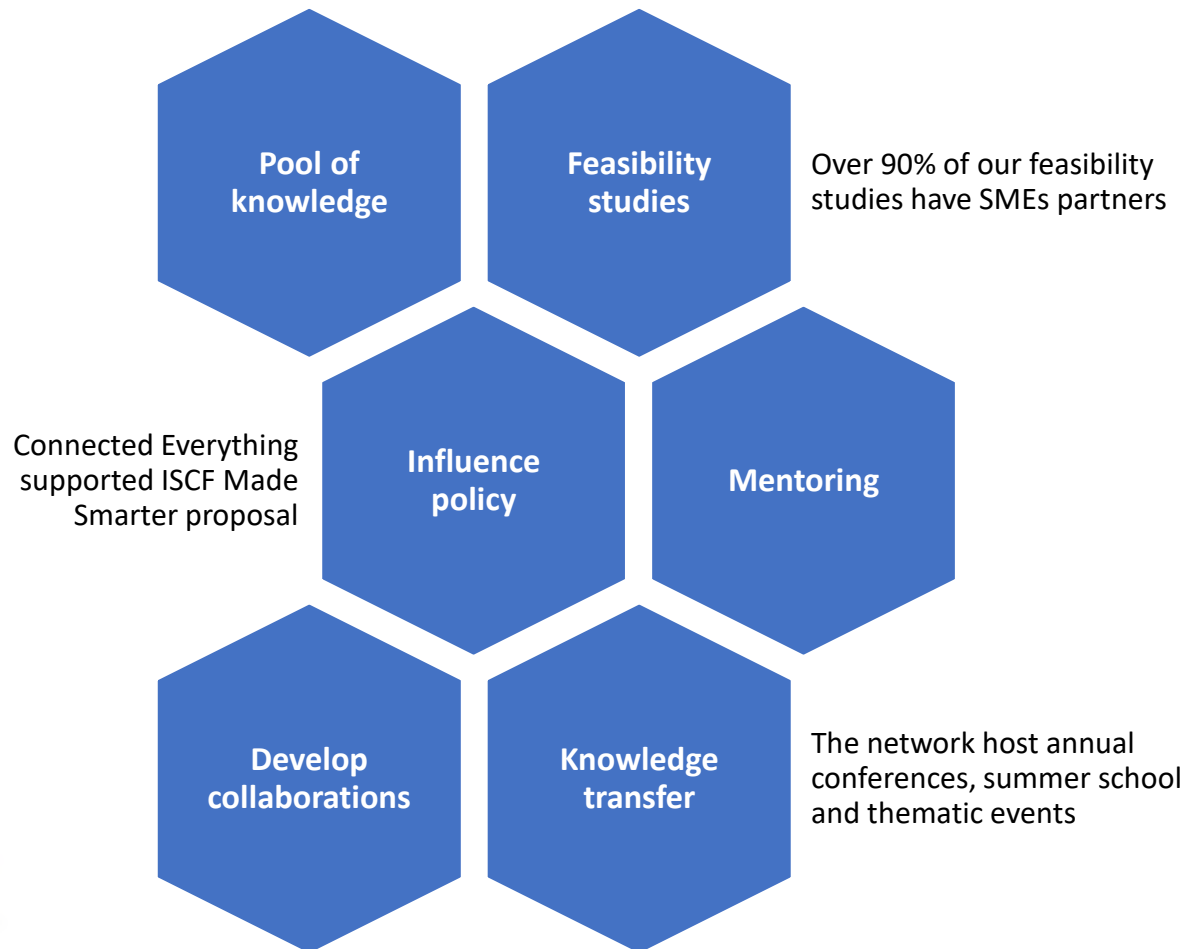 Pool of
knowledge
Feasibility
studies
Over 90% of our feasibility
studies have SMEs partners
Connected Everything
supported ISCF Made
Smarter proposal
Influence
policy
Mentoring
Develop
collaborations
Knowledge
transfer
The network host annual
conferences, summer school
and thematic events